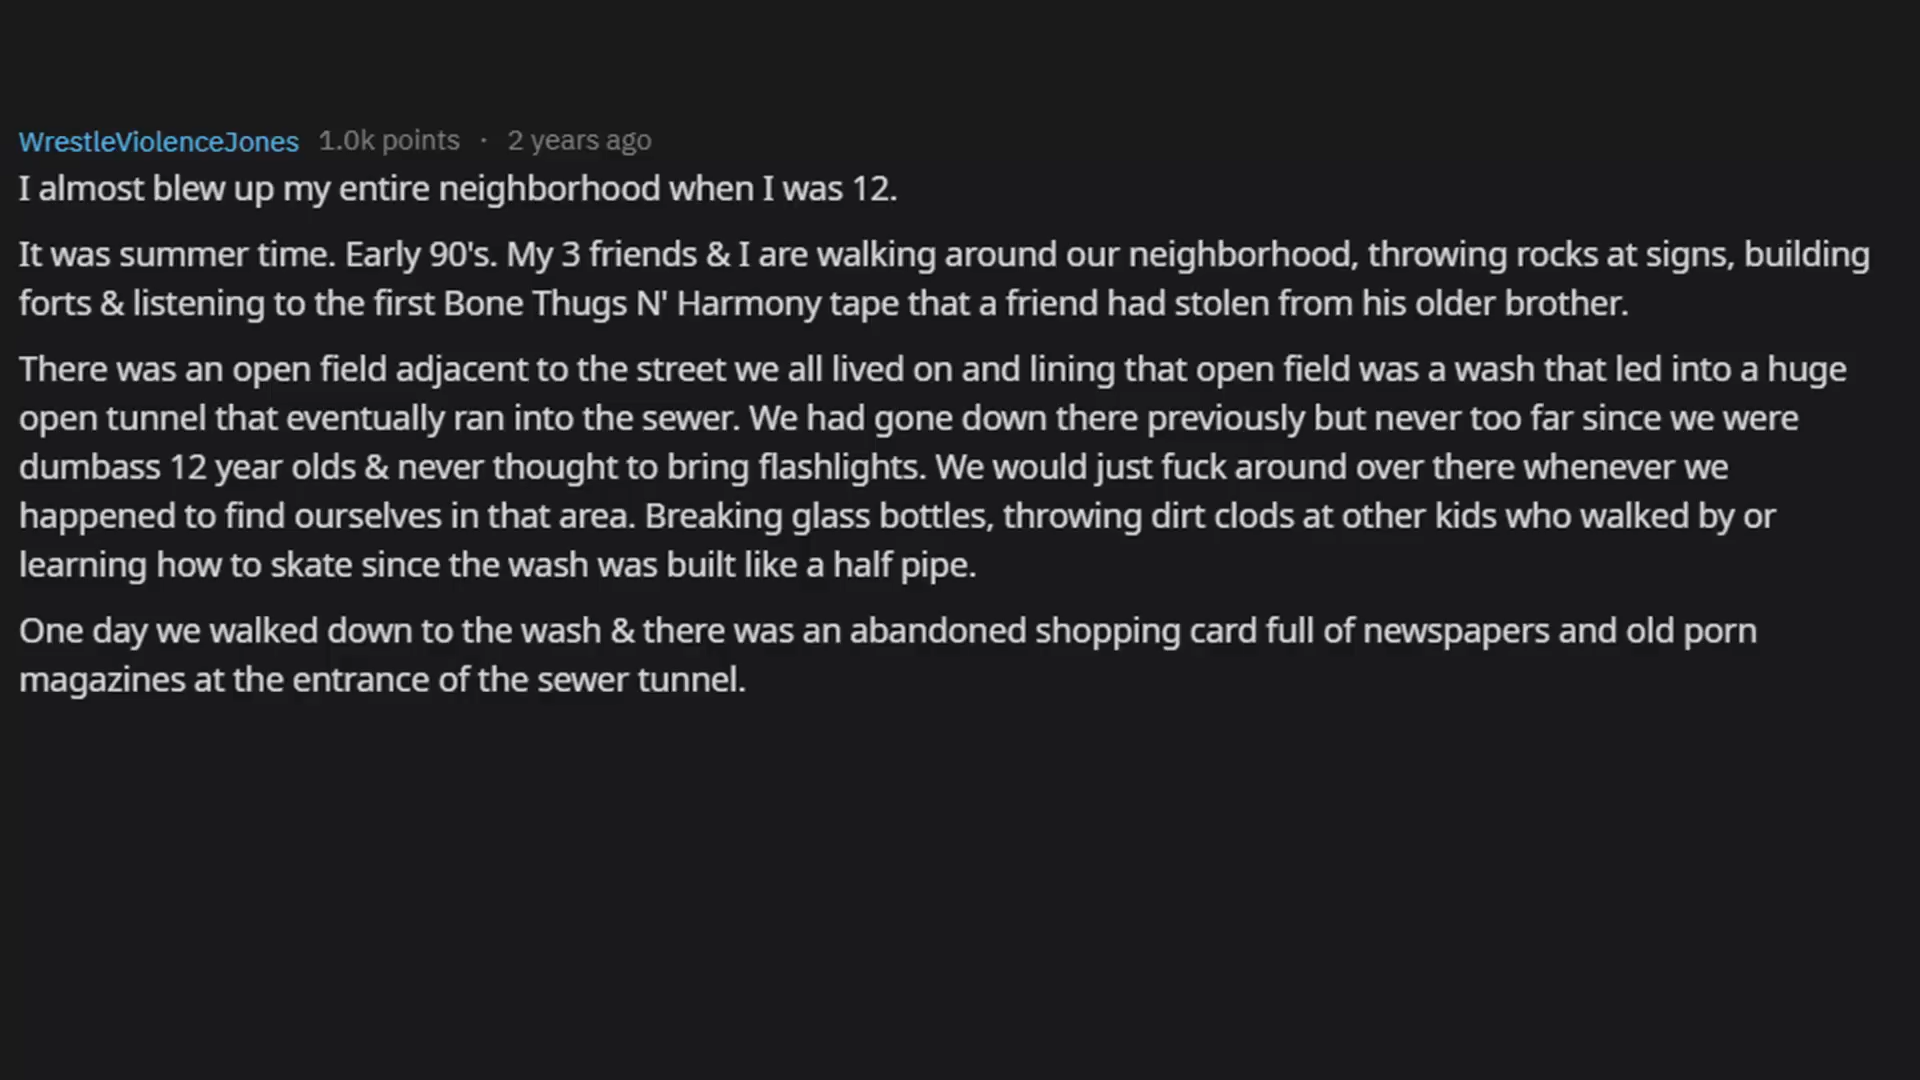 WrestleViolenceJones 1.0k points · 2 years ago
I almost blew up my entire neighborhood when I was 12.
It was summer time. Early 90's. My 3 friends & I are walking around our neighborhood, throwing rocks at signs, building
forts & listening to the first Bone Thugs N' Harmony tape that a friend had stolen from his older brother.
There was an open field adjacent to the street we all lived on and lining that open field was a wash that led into a huge
open tunnel that eventually ran into the sewer. We had gone down there previously but never too far since we were
dumbass 12 year olds & never thought to bring flashlights. We would just fuck around over there whenever we
happened to find ourselves in that area. Breaking glass bottles, throwing dirt clods at other kids who walked by or
learning how to skate since the wash was built like a half pipe.
One day we walked down to the wash & there was an abandoned shopping card full of newspapers and old porn
magazines at the entrance of the sewer tunnel.